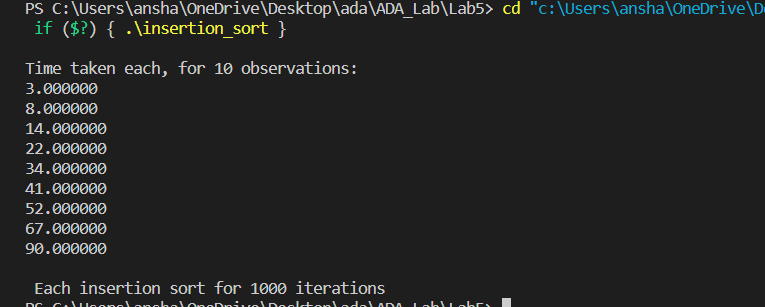 PS C:\Users\ansha\OneDrive\Desktop\ada\ADA_Lab\Lab5> cd "c:\Users\ansha\OneDrive\D
if ($?) { .\insertion_sort }
Time taken each, for 10 observations:
3.000000
8.000000
14.000000
22.000000
34.000000
41.000000
52.000000
67.000000
90.000000
Each insertion sort for 1000 iterations
PS C:\Users\ansha\OneDrive\Desktop\ada\ADA_Lab\Lab5>